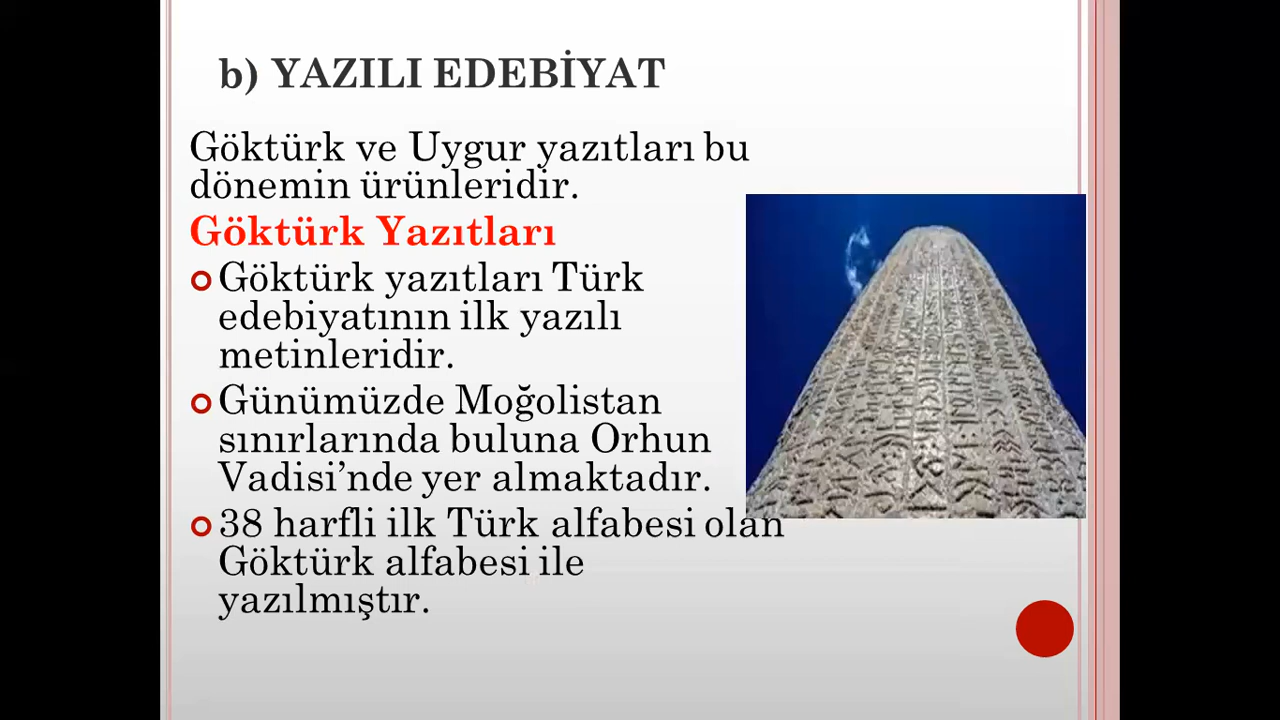 b) YAZILI EDEBİYAT
Göktürk ve Uygur yazıtları bu
dönemin ürünleridir.
Göktürk Yazıtları
Göktürk yazıtları Türk
edebiyatının ilk yazılı
metinleridir.
Günümüzde Moğolistan
sınırlarında buluna Orhun
Vadisi’nde yer almaktadır.
38 harfli ilk Türk alfabesi olan
Göktürk alfabesi ile
yazılmıştır.